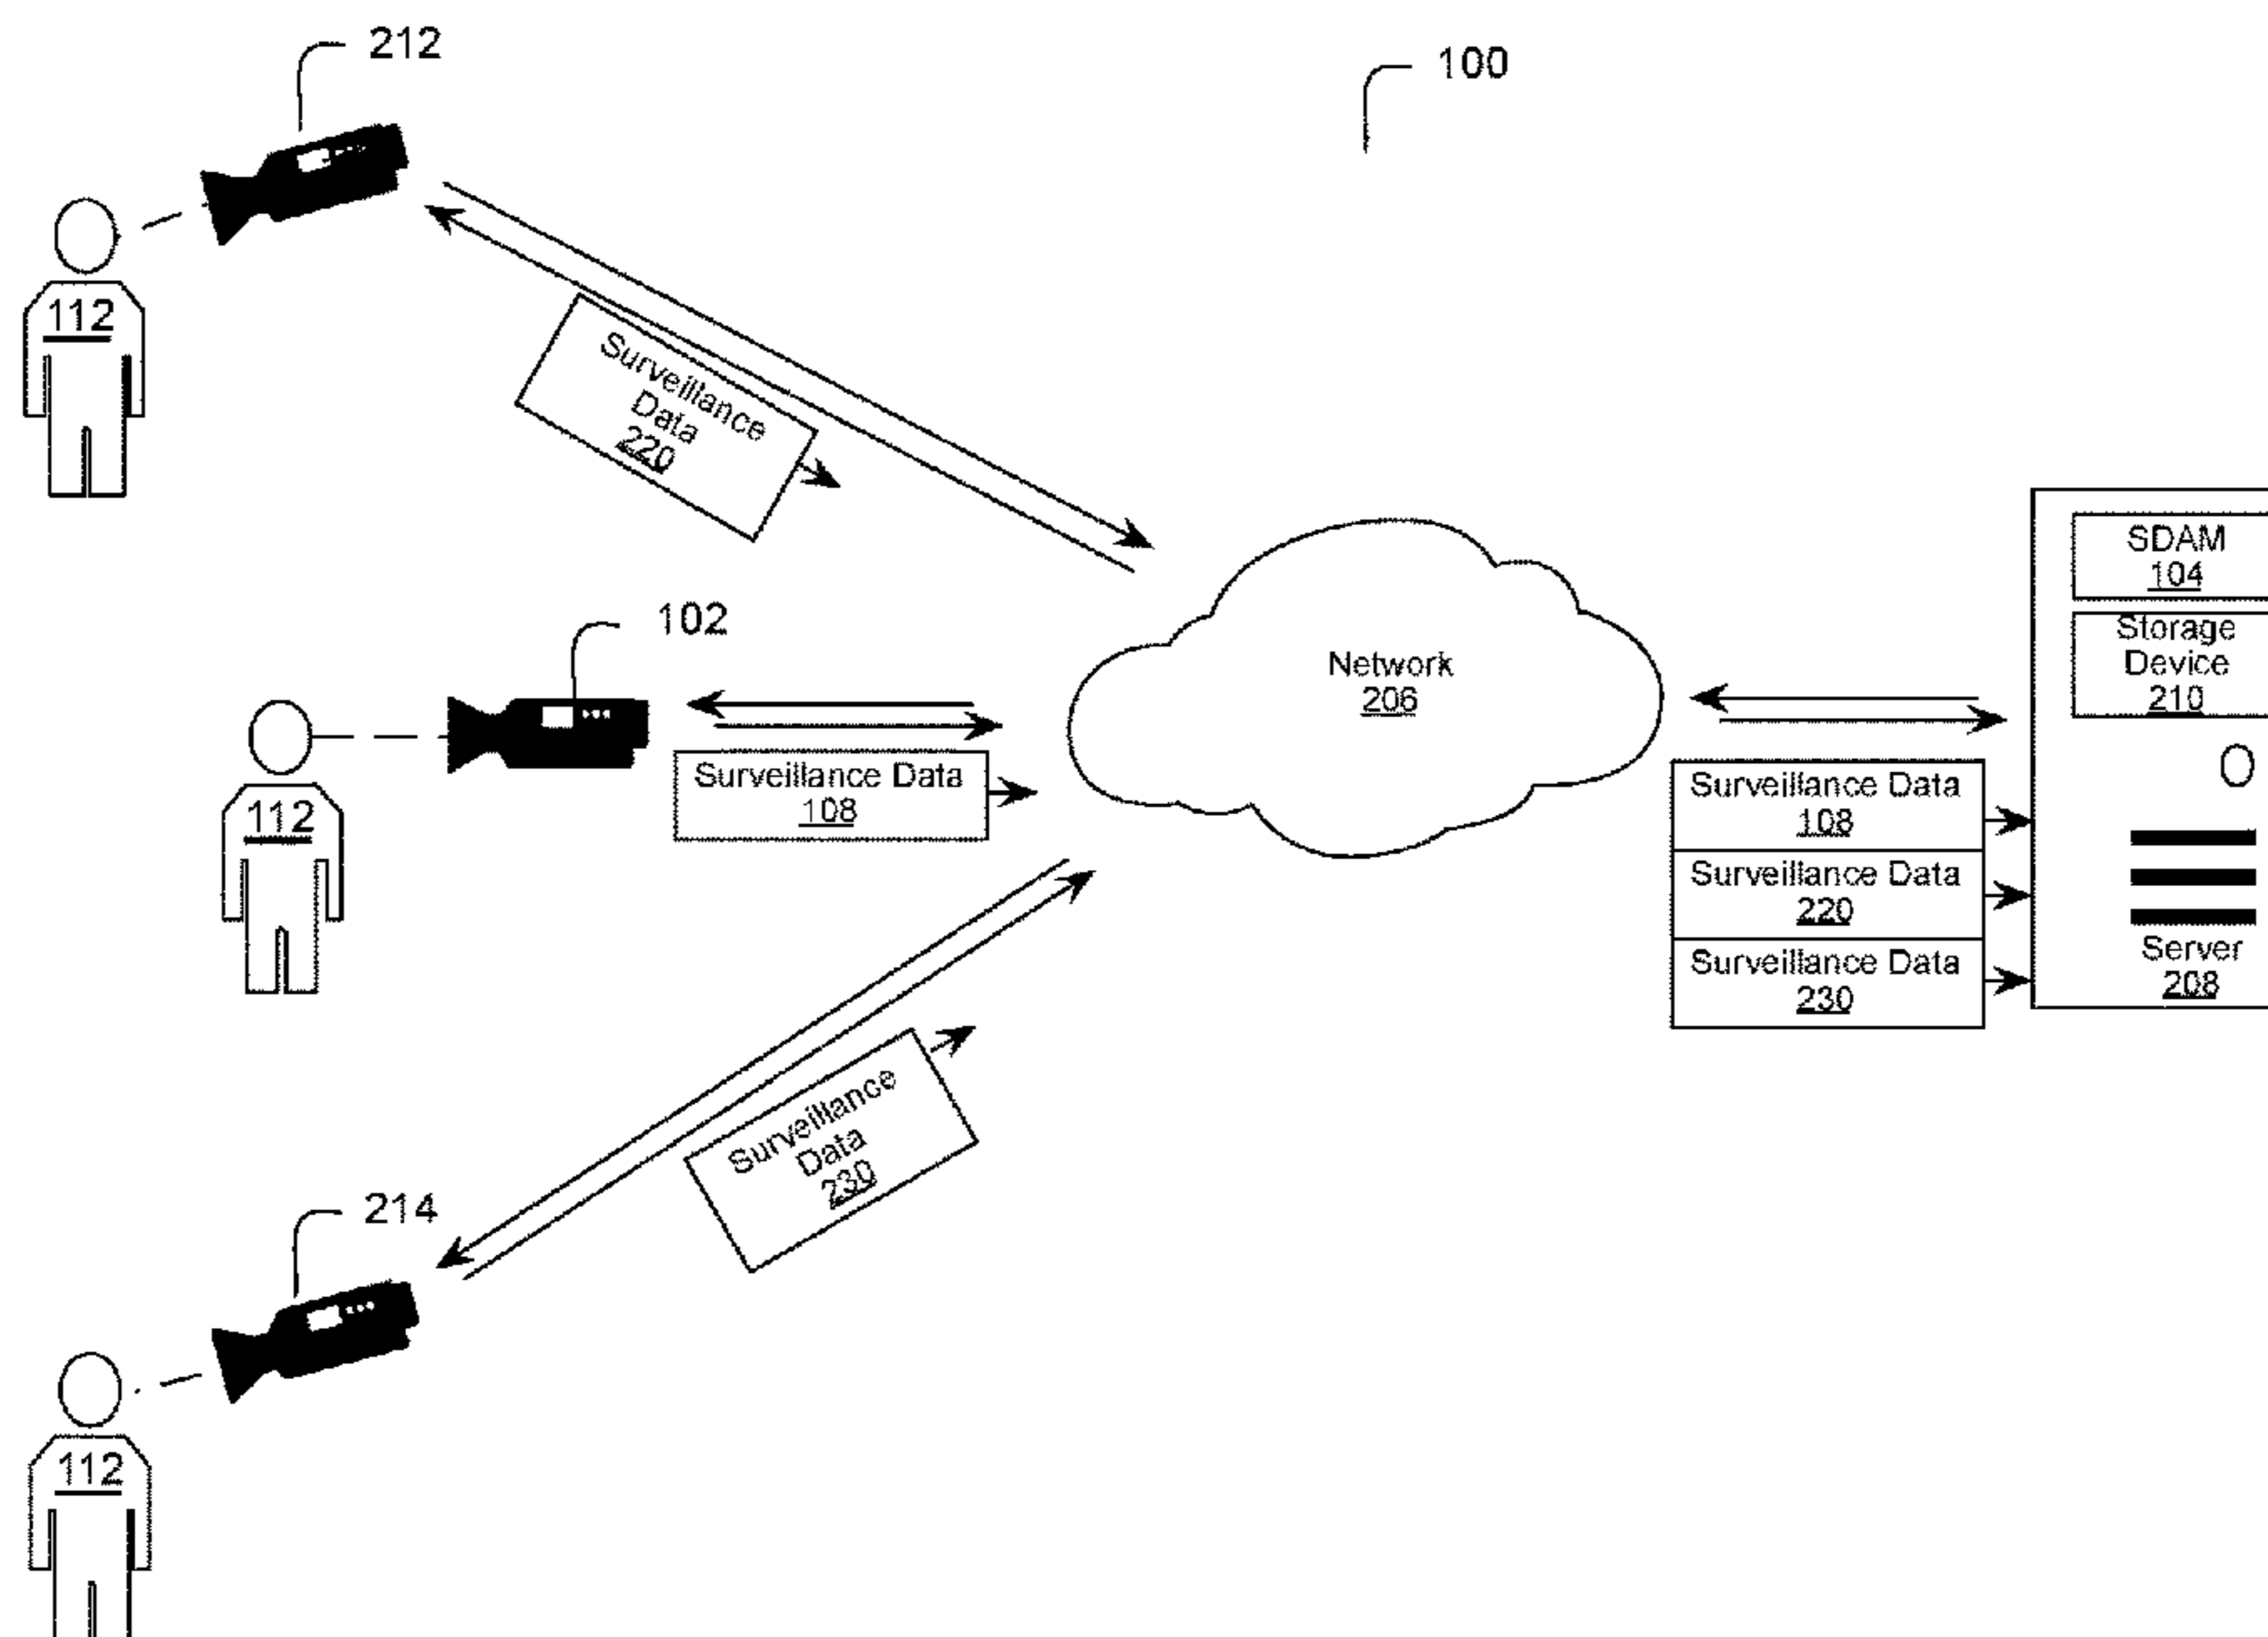 212
100
112
Surveillance
Data
220
SDAM
104
Storage
Device
210
102
Network
206
112
Surveillance Data
108
Surveillance Data
108
Surveillance Data
220
Surveillance Data
230
Server
208
Surveillance
Data
230
214
112